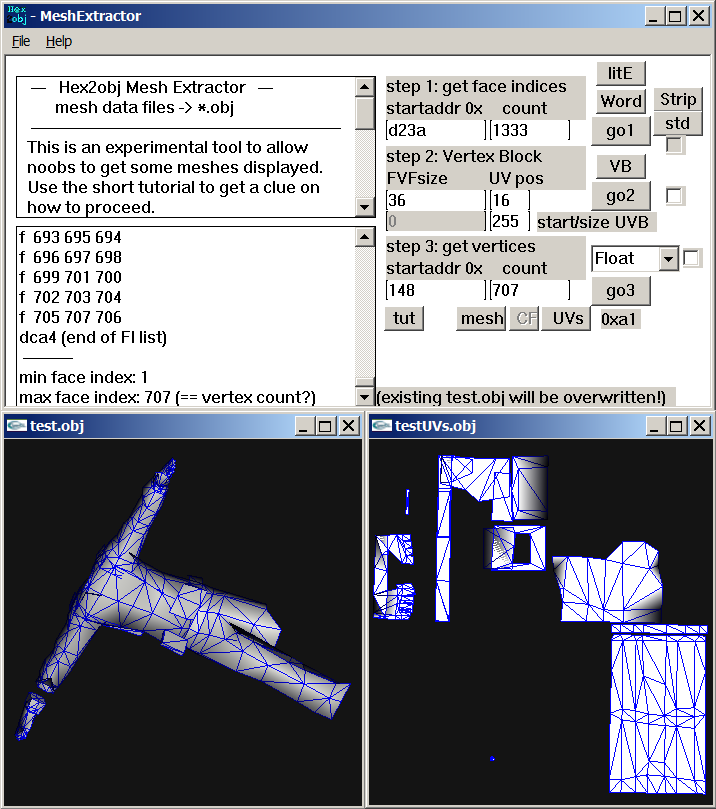 Hex
obj - MeshExtractor
File Help
— Hex2obj Mesh Extractor —
mesh data files -> *.obj
This is an experimental tool to allow
noobs to get some meshes displayed.
Use the short tutorial to get a clue on
how to proceed.
f 693 695 694
f 696 697 698
f 699 701 700
f 702 703 704
f 705 707 706
dca4 (end of FI list)
min face index: 1
max face index: 707 (== vertex count?)
step 1: get face indices
startaddr 0x count
d23a 1333
litE
Word
go1
Strip
std
step 2: Vertex Block
FVFsize UV pos
36 16
0 255 start/size UVB
VB
go2
step 3: get vertices
startaddr 0x count
148 707
Float
go3
tut mesh CF UVs 0xa1
(existing test.obj will be overwritten!)
test.obj
testUVs.obj